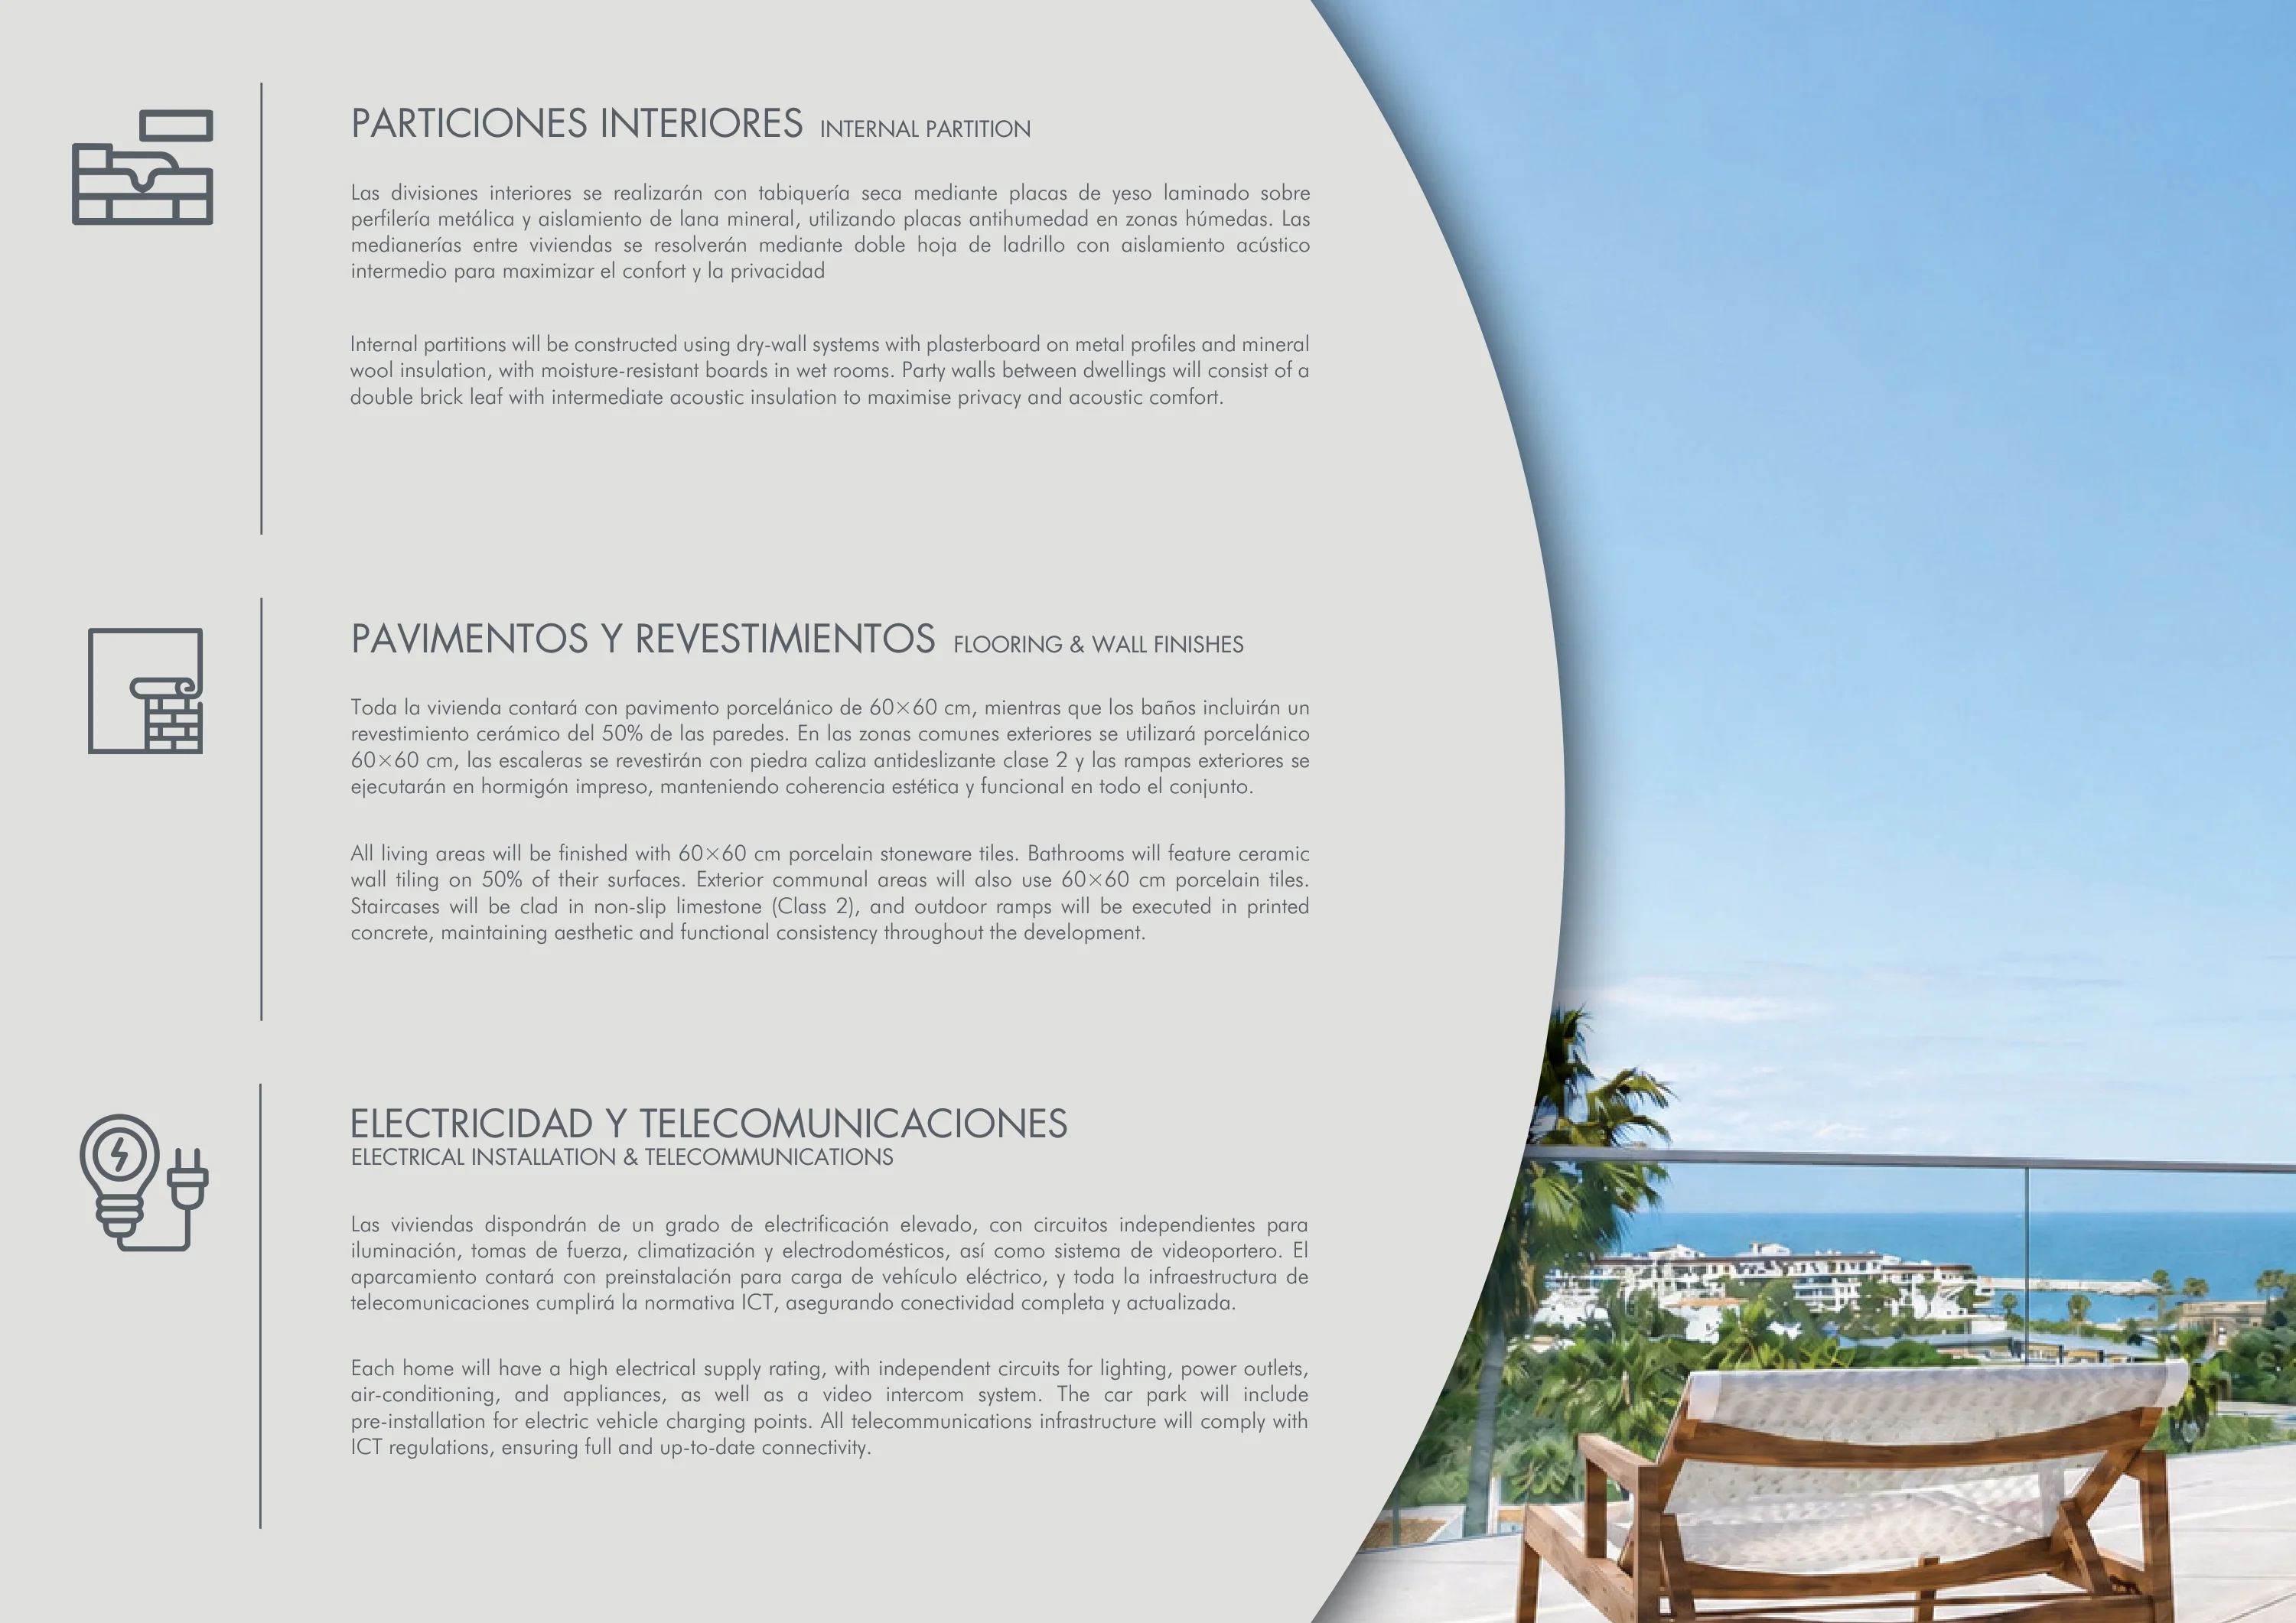 PARTICIONES INTERIORES INTERNAL PARTITION
Las divisiones interiores se realizarán con tabiquería seca mediante placas de yeso laminado sobre
perfilería metálica y aislamiento de lana mineral, utilizando placas antihumedad en zonas húmedas. Las
medianerías entre viviendas se resolverán mediante doble hoja de ladrillo con aislamiento acústico
intermedio para maximizar el confort y la privacidad
Internal partitions will be constructed using dry-wall systems with plasterboard on metal profiles and mineral
wool insulation, with moisture-resistant boards in wet rooms. Party walls between dwellings will consist of a
double brick leaf with intermediate acoustic insulation to maximise privacy and acoustic comfort.
PAVIMENTOS Y REVESTIMIENTOS FLOORING & WALL FINISHES
Toda la vivienda contará con pavimento porcelánico de 60×60 cm, mientras que los baños incluirán un
revestimiento cerámico del 50% de las paredes. En las zonas comunes exteriores se utilizará porcelánico
60×60 cm, las escaleras se revestirán con piedra caliza antideslizante clase 2 y las rampas exteriores se
ejecutarán en hormigón impreso, manteniendo coherencia estética y funcional en todo el conjunto.
All living areas will be finished with 60×60 cm porcelain stoneware tiles. Bathrooms will feature ceramic
wall tiling on 50% of their surfaces. Exterior communal areas will also use 60×60 cm porcelain tiles.
Staircases will be clad in non-slip limestone (Class 2), and outdoor ramps will be executed in printed
concrete, maintaining aesthetic and functional consistency throughout the development.
ELECTRICIDAD Y TELECOMUNICACIONES
ELECTRICAL INSTALLATION & TELECOMMUNICATIONS
Las viviendas dispondrán de un grado de electrificación elevado, con circuitos independientes para
iluminación, tomas de fuerza, climatización y electrodomésticos, así como sistema de videoportero. El
aparcamiento contará con preinstalación para carga de vehículo eléctrico, y toda la infraestructura de
telecomunicaciones cumplirá la normativa ICT, asegurando conectividad completa y actualizada.
Each home will have a high electrical supply rating, with independent circuits for lighting, power outlets,
air-conditioning, and appliances, as well as a video intercom system. The car park will include
pre-installation for electric vehicle charging points. All telecommunications infrastructure will comply with
ICT regulations, ensuring full and up-to-date connectivity.